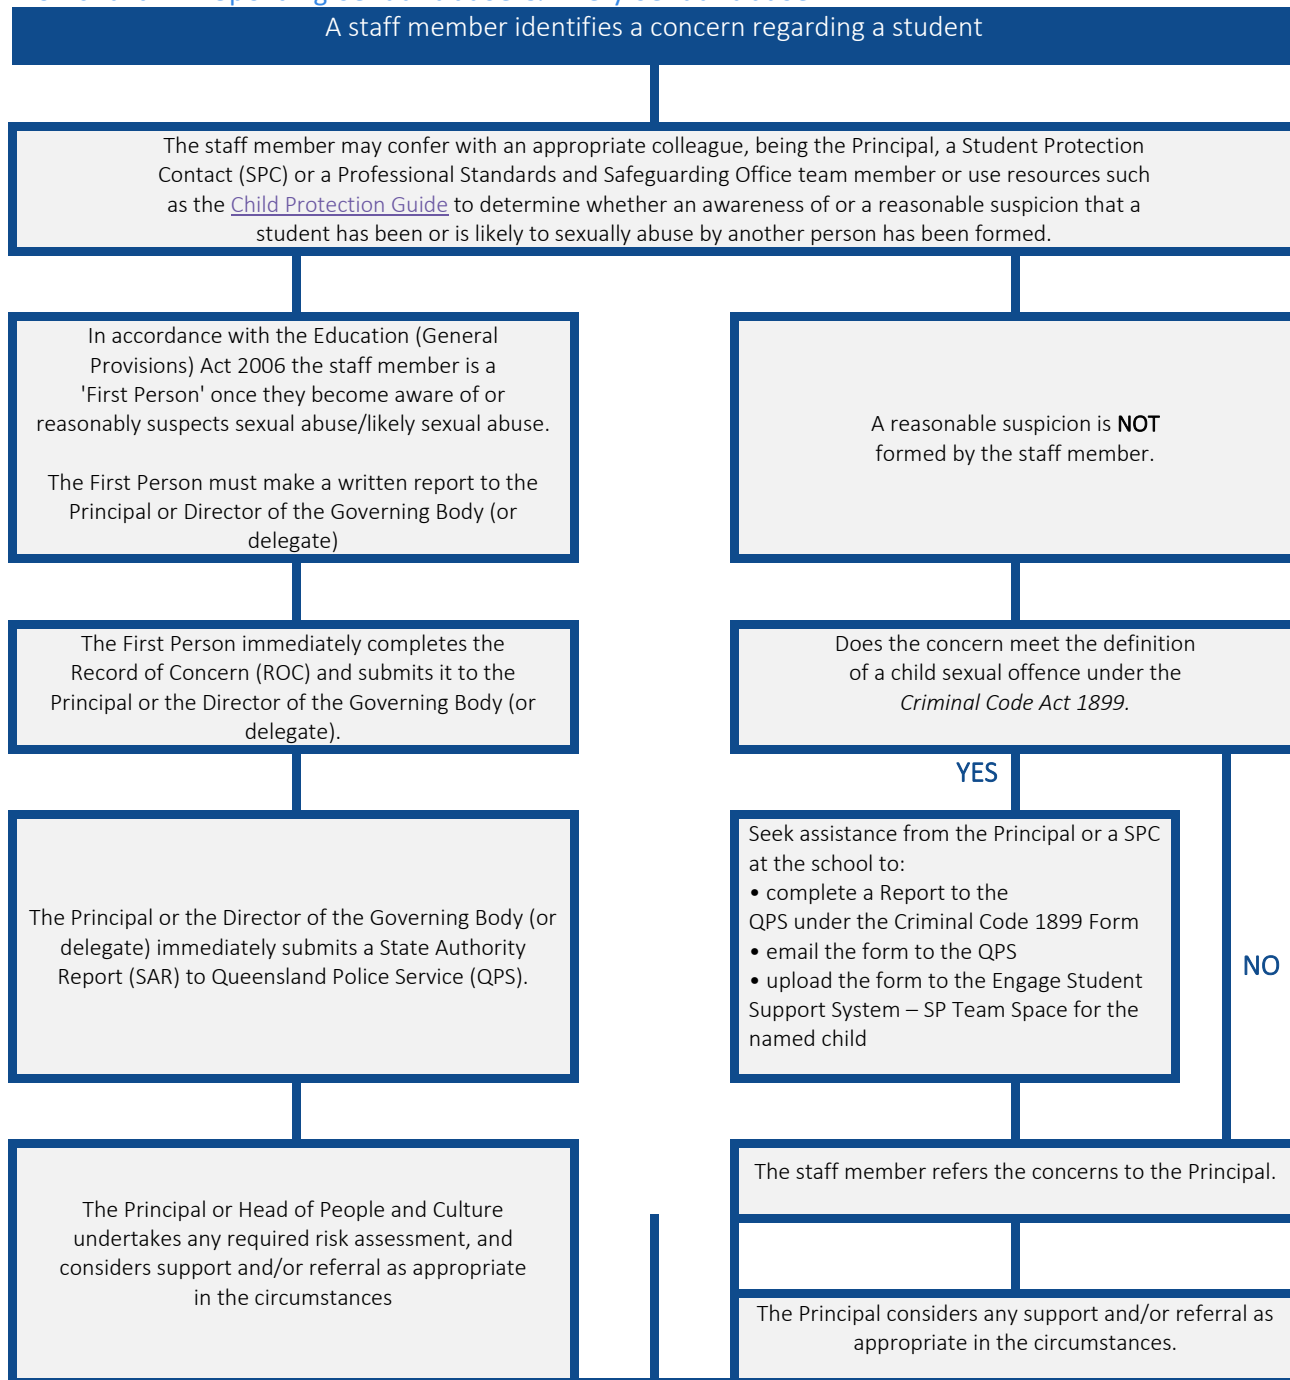 A staff member identifies a concern regarding a student
The staff member may confer with an appropriate colleague, being the Principal, a Student Protection
Contact (SPC) or a Professional Standards and Safeguarding Office team member or use resources such
as the Child Protection Guide to determine whether an awareness of or a reasonable suspicion that a
student has been or is likely to sexually abuse by another person has been formed.
In accordance with the Education (General
Provisions) Act 2006 the staff member is a
'First Person' once they become aware of or
reasonably suspects sexual abuse/likely sexual abuse.
The First Person must make a written report to the
Principal or Director of the Governing Body (or
delegate)
A reasonable suspicion is NOT
formed by the staff member.
The First Person immediately completes the
Record of Concern (ROC) and submits it to the
Principal or the Director of the Governing Body (or
delegate).
Does the concern meet the definition
of a child sexual offence under the
Criminal Code Act 1899.
YES
NO
The Principal or the Director of the Governing Body (or
delegate) immediately submits a State Authority
Report (SAR) to Queensland Police Service (QPS).
Seek assistance from the Principal or a SPC
at the school to:
• complete a Report to the
QPS under the Criminal Code 1899 Form
• email the form to the QPS
• upload the form to the Engage Student
Support System – SP Team Space for the
named child
The Principal or Head of People and Culture
undertakes any required risk assessment, and
considers support and/or referral as appropriate
in the circumstances
The staff member refers the concerns to the Principal.
The Principal considers any support and/or referral as
appropriate in the circumstances.